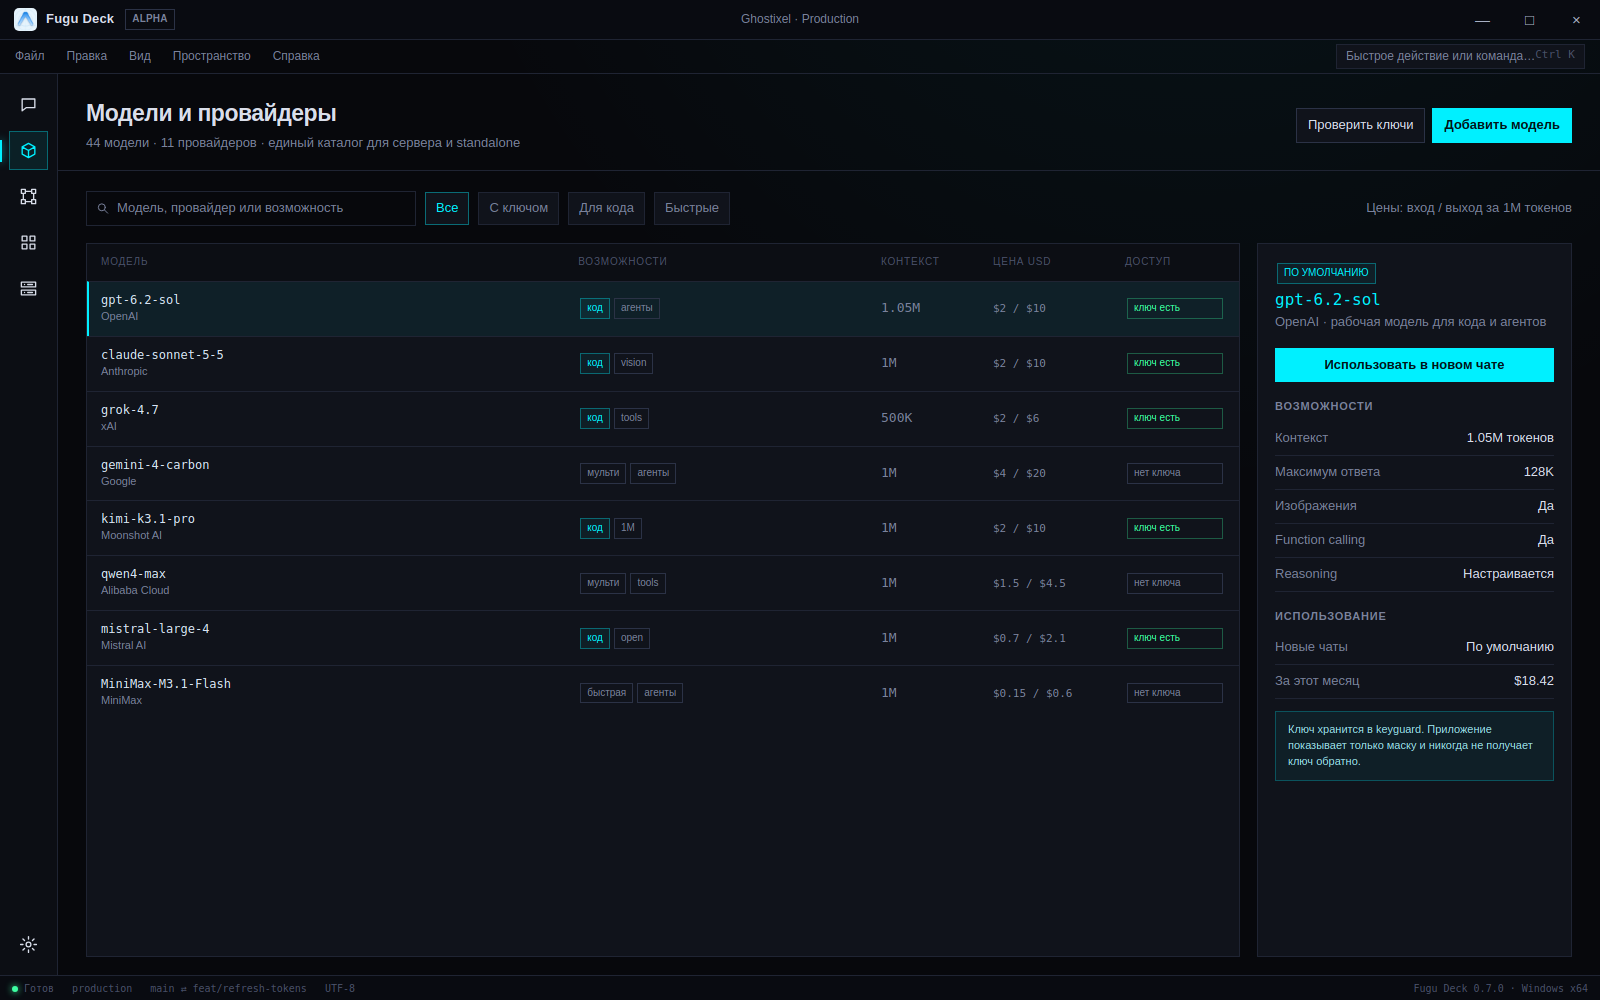 Fugu Deck ALPHA Ghostixel · Production
Файл Правка Вид Пространство Справка Быстрое действие или команда… Ctrl K
Модели и провайдеры
44 модели · 11 провайдеров · единый каталог для сервера и standalone
Проверить ключи Добавить модель
Модель, провайдер или возможность Все С ключом Для кода Быстрые Цены: вход / выход за 1M токенов
МОДЕЛЬ ВОЗМОЖНОСТИ КОНТЕКСТ ЦЕНА USD ДОСТУП
gpt-6.2-sol
OpenAI
код агенты 1.05M $2 / $10 ключ есть
claude-sonnet-5-5
Anthropic
код vision 1M $2 / $10 ключ есть
grok-4.7
xAI
код tools 500K $2 / $6 ключ есть
gemini-4-carbon
Google
мульти агенты 1M $4 / $20 нет ключа
kimi-k3.1-pro
Moonshot AI
код 1M 1M $2 / $10 ключ есть
qwen4-max
Alibaba Cloud
мульти tools 1M $1.5 / $4.5 нет ключа
mistral-large-4
Mistral AI
код open 1M $0.7 / $2.1 ключ есть
MiniMax-M3.1-Flash
MiniMax
быстрая агенты 1M $0.15 / $0.6 нет ключа
ПО УМОЛЧАНИЮ
gpt-6.2-sol
OpenAI · рабочая модель для кода и агентов
Использовать в новом чате
ВОЗМОЖНОСТИ
Контекст 1.05M токенов
Максимум ответа 128K
Изображения Да
Function calling Да
Reasoning Настраивается
ИСПОЛЬЗОВАНИЕ
Новые чаты По умолчанию
За этот месяц $18.42
Ключ хранится в keyguard. Приложение
показывает только маску и никогда не получает
ключ обратно.
Готов production main ⇄ feat/refresh-tokens UTF-8 Fugu Deck 0.7.0 · Windows x64